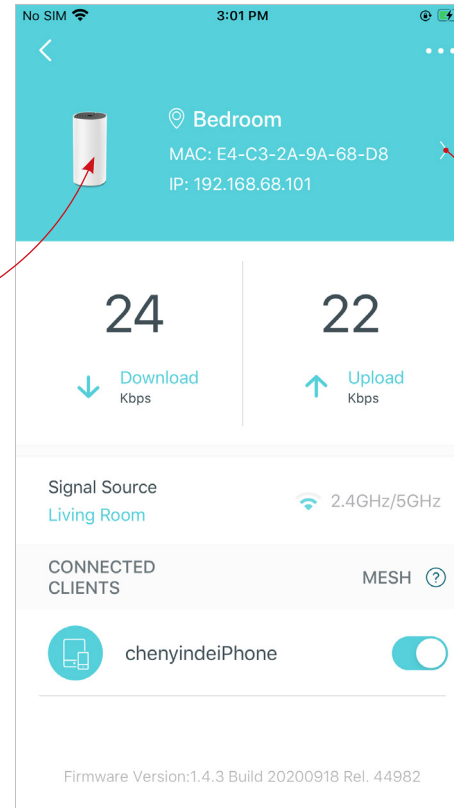 No SIM 3:01 PM
Bedroom
MAC: E4-C3-2A-9A-68-D8
IP: 192.168.68.101
24 22
Download Upload
Kbps Kbps
Signal Source
Living Room
2.4GHz/5GHz
CONNECTED
CLIENTS
MESH ?
chenyindeiPhone
Firmware Version:1.4.3 Build 20200918 Rel. 44982